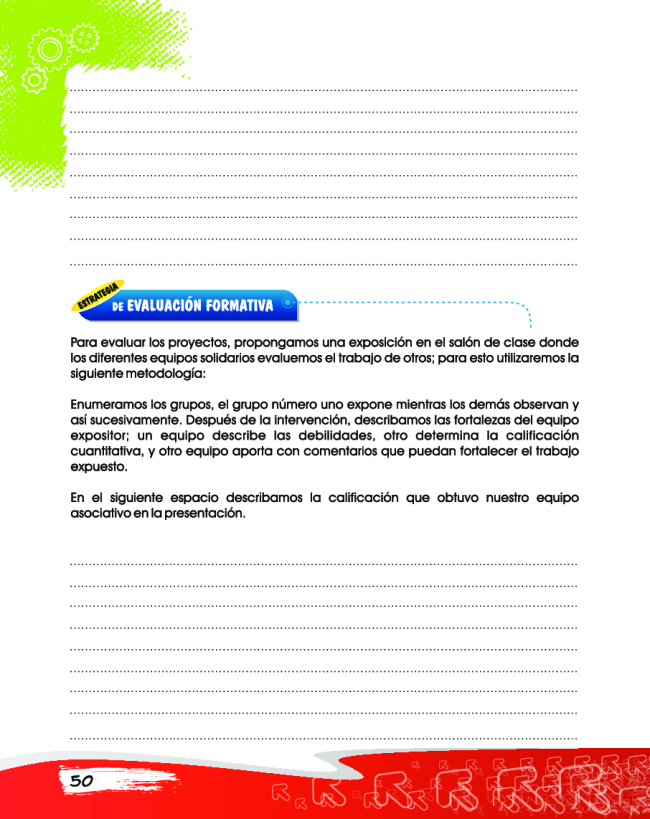 ESTRATEGIA
DE EVALUACIÓN FORMATIVA
Para evaluar los proyectos, propongamos una exposición en el salón de clase donde
los diferentes equipos solidarios evaluemos el trabajo de otros; para esto utilizaremos la
siguiente metodología:
Enumeramos los grupos, el grupo número uno expone mientras los demás observan y
así sucesivamente. Después de la intervención, describamos las fortalezas del equipo
expositor; un equipo describe las debilidades, otro determina la calificación
cuantitativa, y otro equipo aporta con comentarios que puedan fortalecer el trabajo
expuesto.
En el siguiente espacio describamos la calificación que obtuvo nuestro equipo
asociativo en la presentación.
50